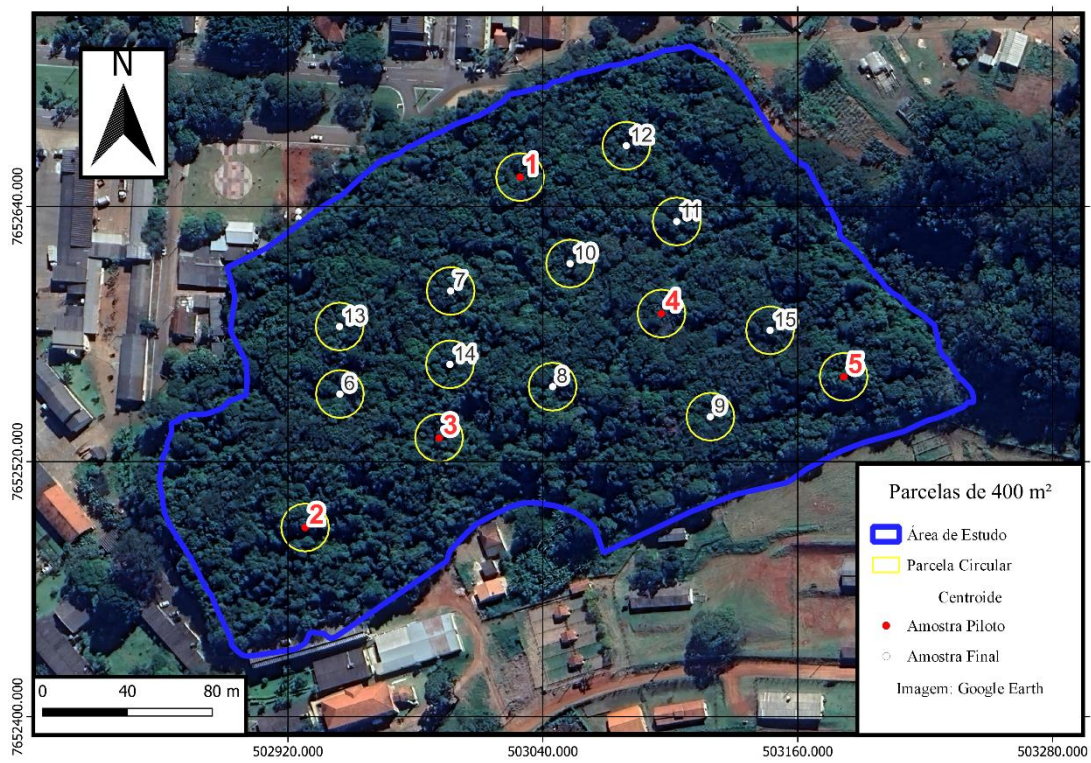 N
12
1
7652640.000
11
10
7
4
13
15
14
5
6
8
9
3
7652520.000
2
Parcelas de 400 m²
Área de Estudo
Parcela Circular
Centroide
Amostra Piloto
Amostra Final
Imagem: Google Earth
0 40 80 m
7652400.000
502920.000 503040.000 503160.000 503280.000